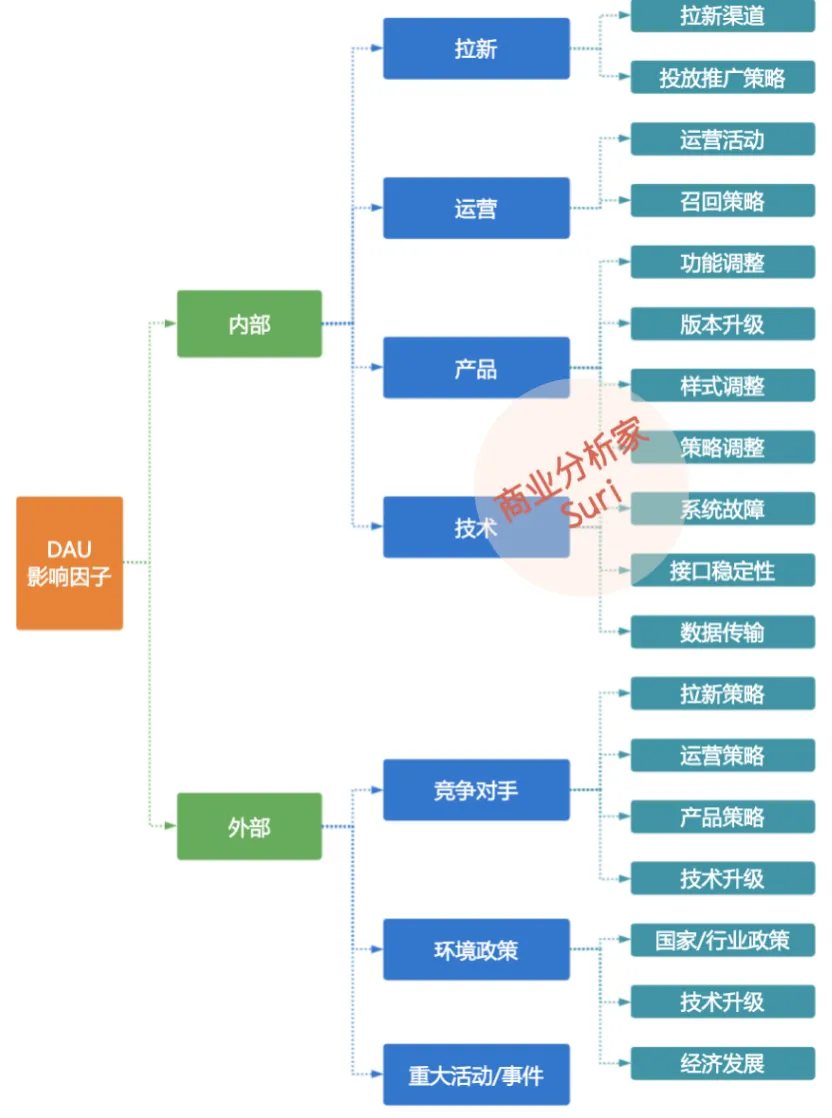 DAU
影响因子
内部
拉新
拉新渠道
投放推广策略
运营
运营活动
召回策略
产品
功能调整
版本升级
样式调整
策略调整
技术
系统故障
接口稳定性
数据传输
商业分析家
Suri
外部
竞争对手
拉新策略
运营策略
产品策略
技术升级
环境政策
国家/行业政策
技术升级
经济发展
重大活动/事件